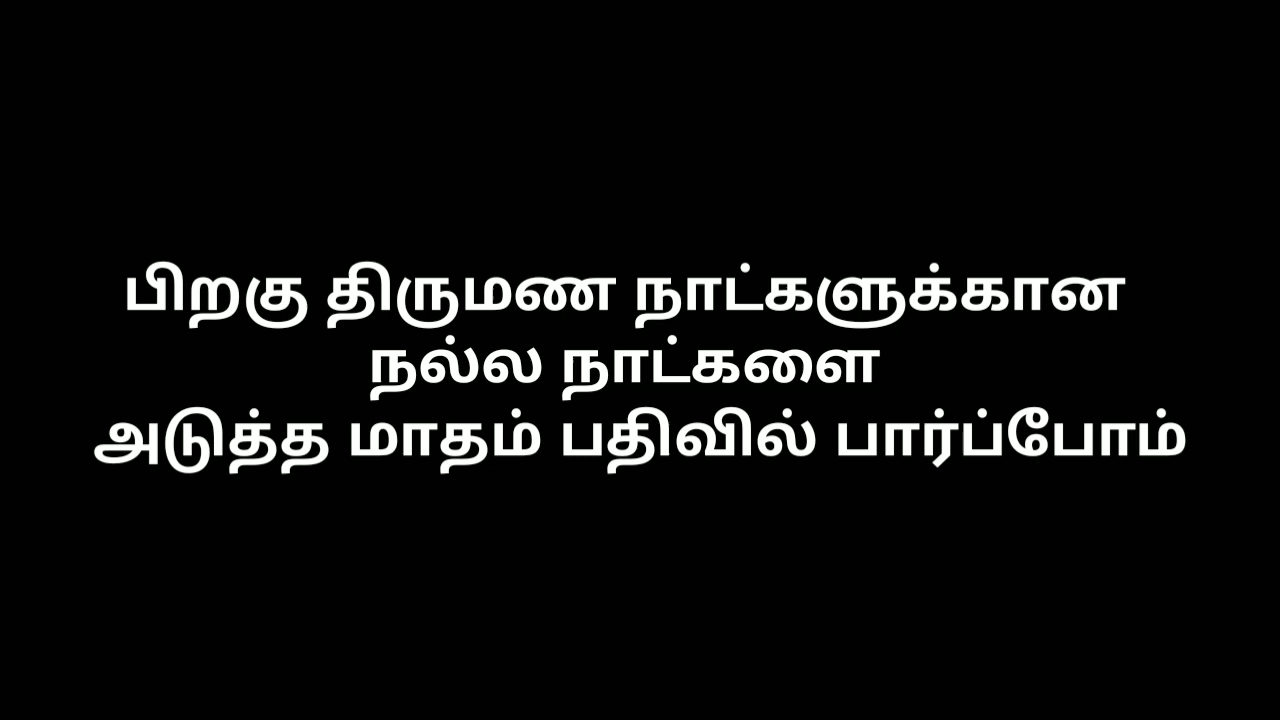 பிறகு திருமண நாட்களுக்கான
நல்ல நாட்களை
அடுத்த மாதம் பதிவில் பார்ப்போம்